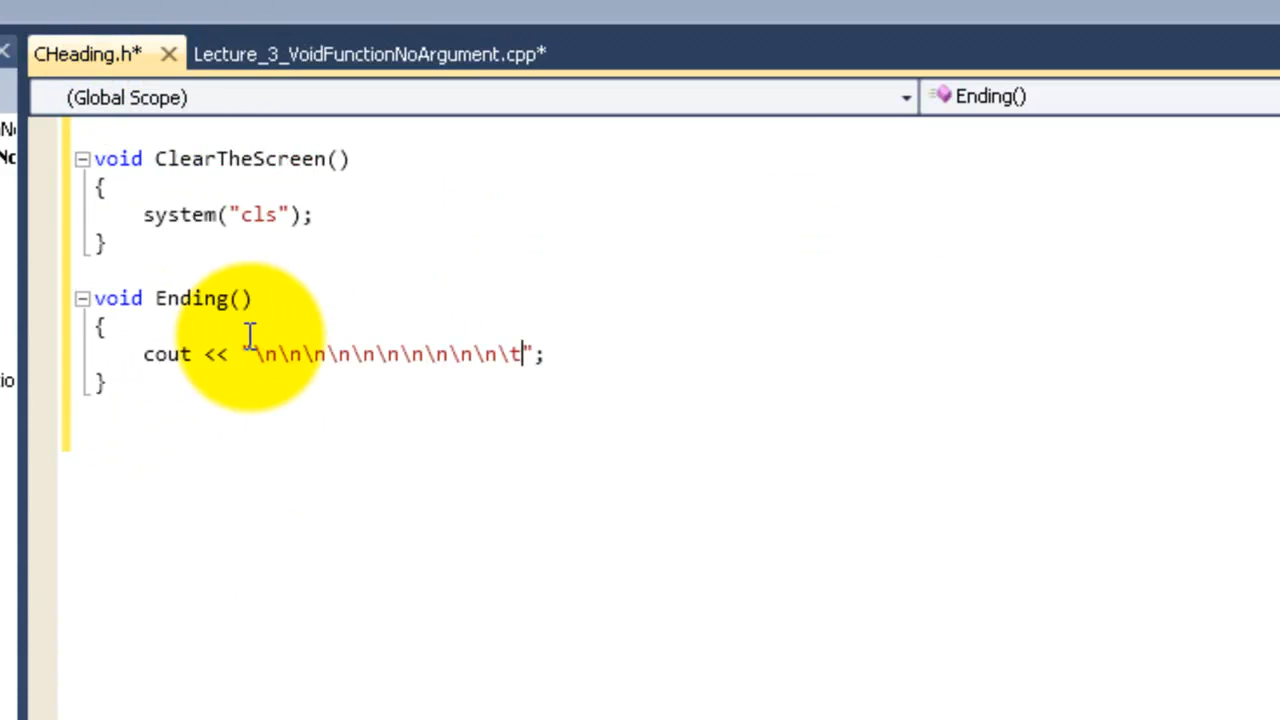 CHeading.h* Lecture_3_VoidFunctionNoArgument.cpp*
(Global Scope) Ending()
void ClearTheScreen()
{
system("cls");
}
void Ending()
{
cout << "\n\n\n\n\n\n\n\n\n\n\t";
}